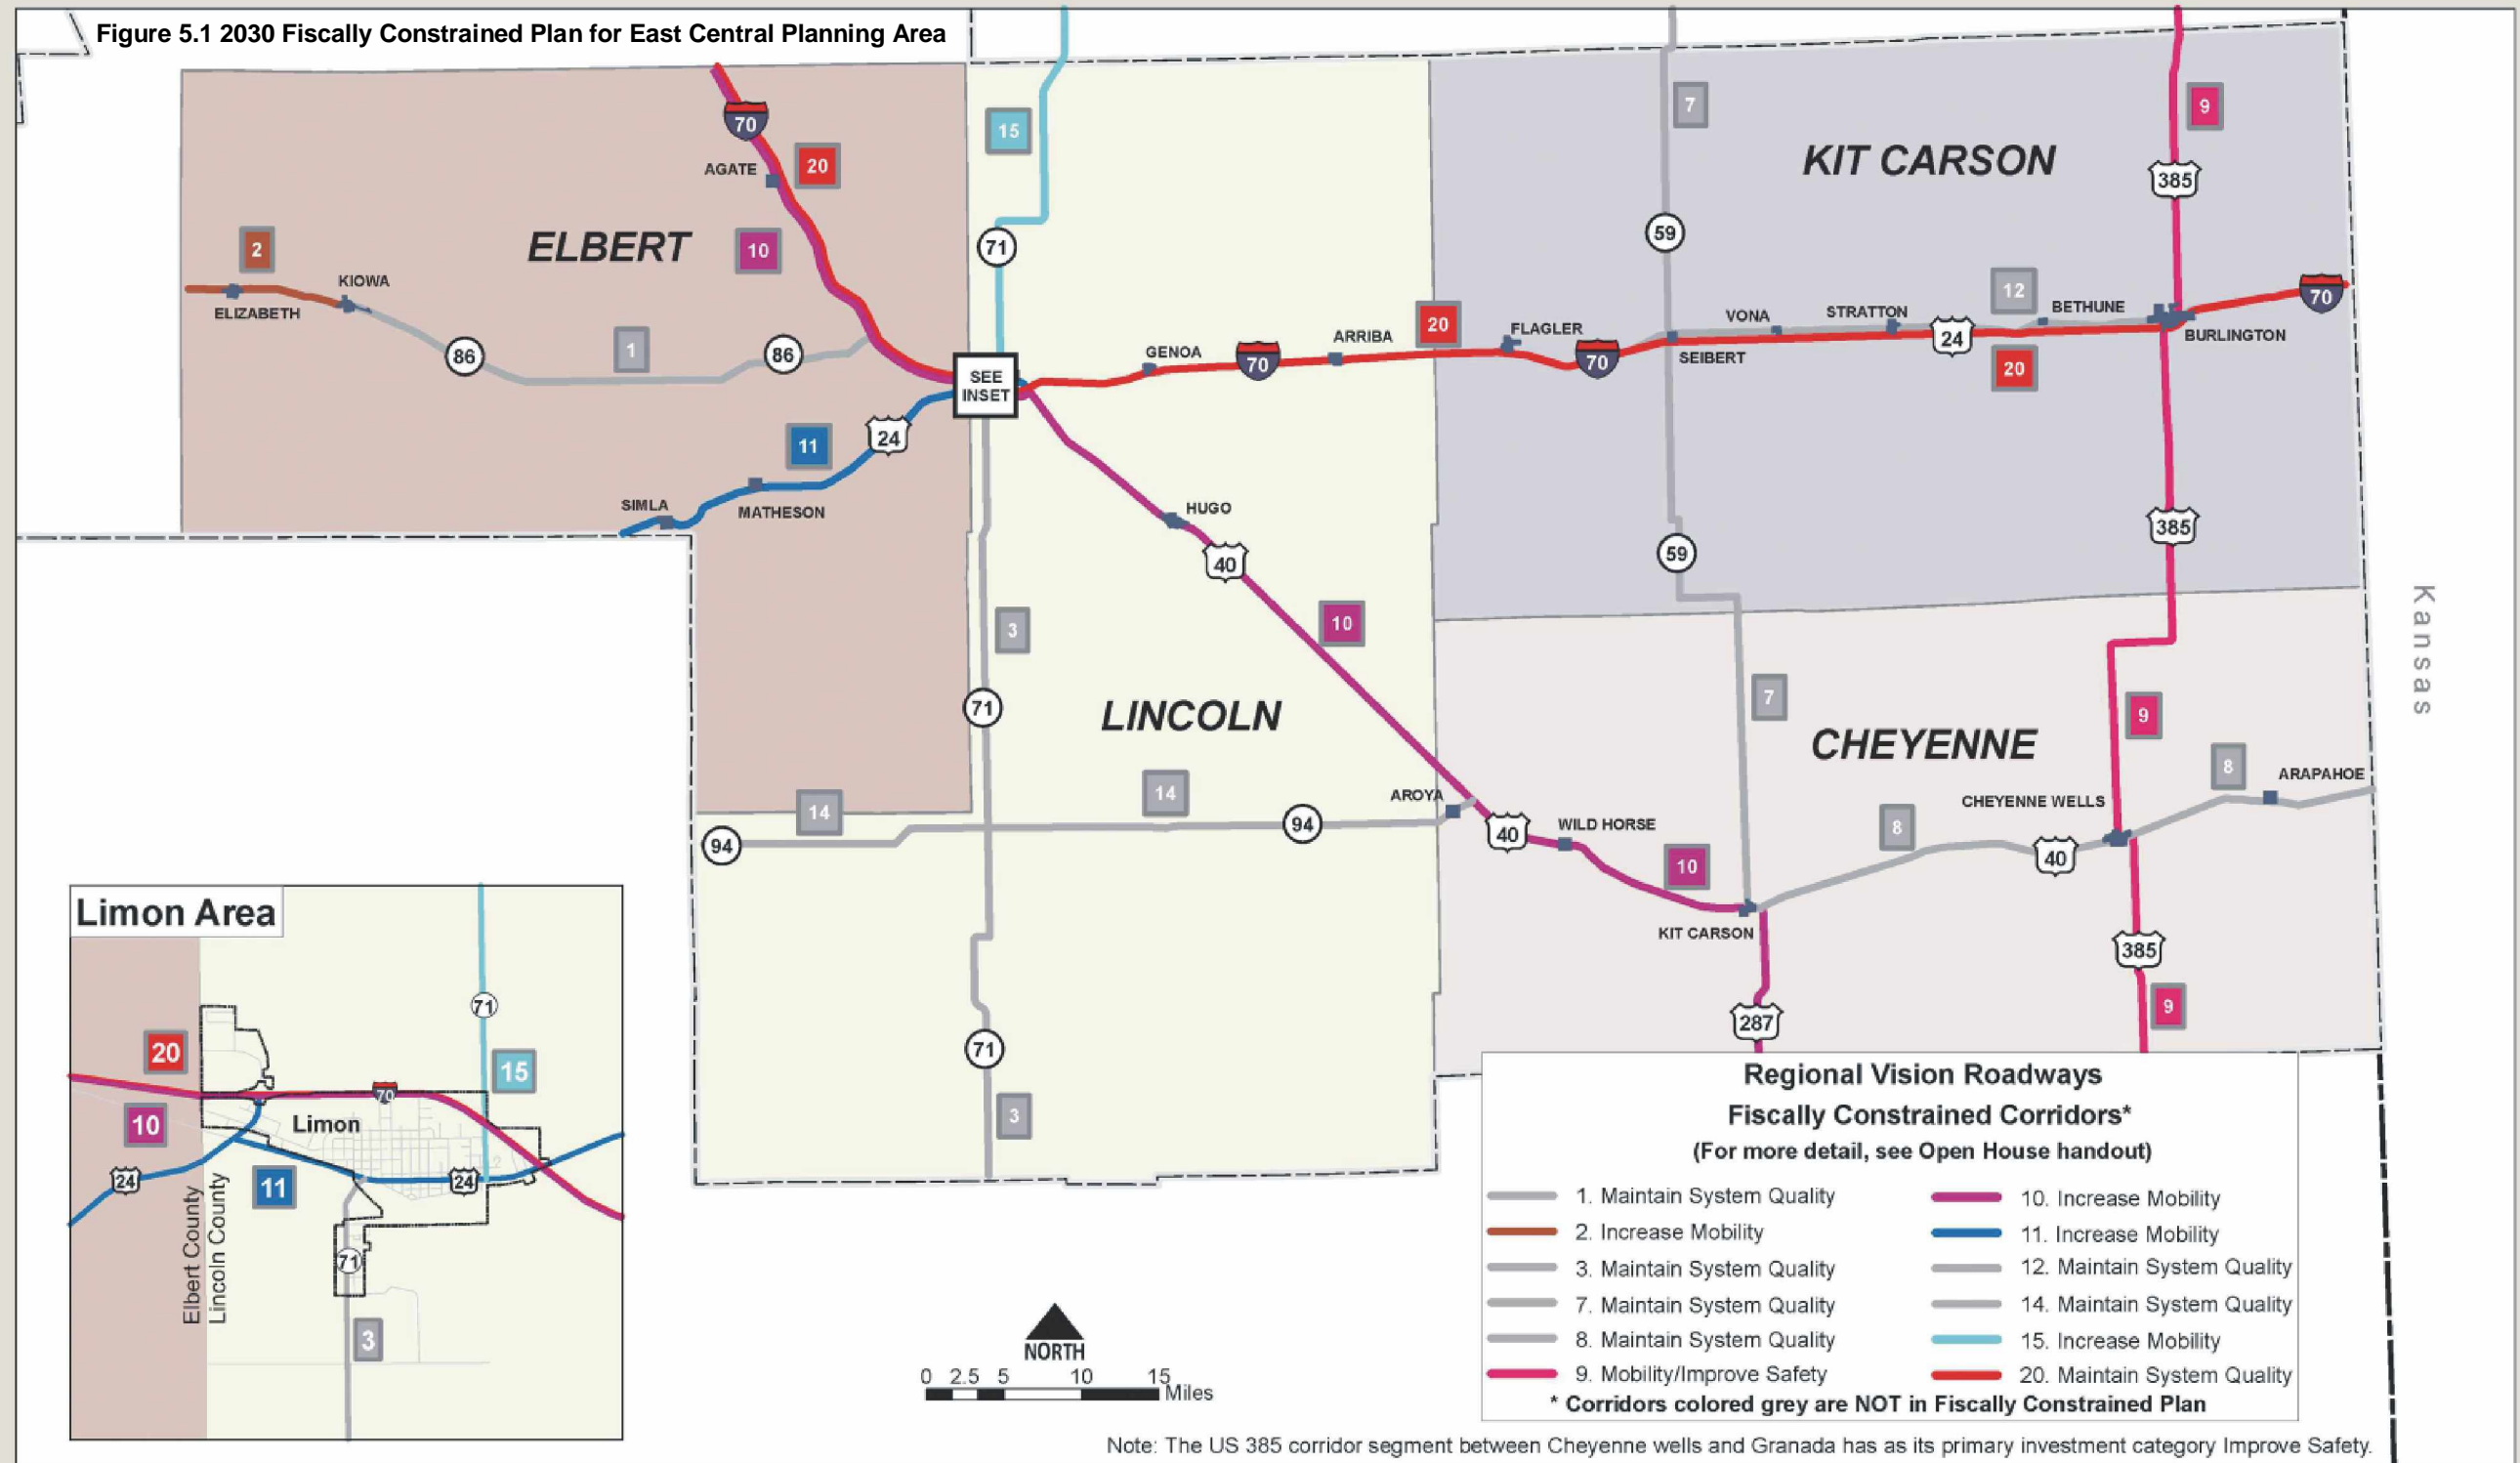 Figure 5.1 2030 Fiscally Constrained Plan for East Central Planning Area
70
AGATE
20
15
7
9
KIT CARSON
385
2
ELBERT
10
71
59
KIOWA
ELIZABETH
12
BETHUNE
70
86
1
86
GENOA
70
ARRIBA
20
FLAGLER
70
SEIBERT
VONA
STRATTON
24
20
BURLINGTON
SEE
INSET
11
24
SIMLA
MATHESON
HUGO
40
59
385
Kansas
3
10
71
LINCOLN
7
CHEYENNE
9
8
ARAPAHOE
14
14
94
94
AROYA
40
WILD HORSE
10
CHEYENNE WELLS
8
40
KIT CARSON
385
287
9
71
3
Limon Area
71
20
15
70
10
Limon
24
11
24
Elbert County
Lincoln County
71
3
NORTH
0 2.5 5 10 15
Miles
Regional Vision Roadways
Fiscally Constrained Corridors*
(For more detail, see Open House handout)
1. Maintain System Quality
2. Increase Mobility
3. Maintain System Quality
7. Maintain System Quality
8. Maintain System Quality
9. Mobility/Improve Safety
10. Increase Mobility
11. Increase Mobility
12. Maintain System Quality
14. Maintain System Quality
15. Increase Mobility
20. Maintain System Quality
* Corridors colored grey are NOT in Fiscally Constrained Plan
Note: The US 385 corridor segment between Cheyenne wells and Granada has as its primary investment category Improve Safety.